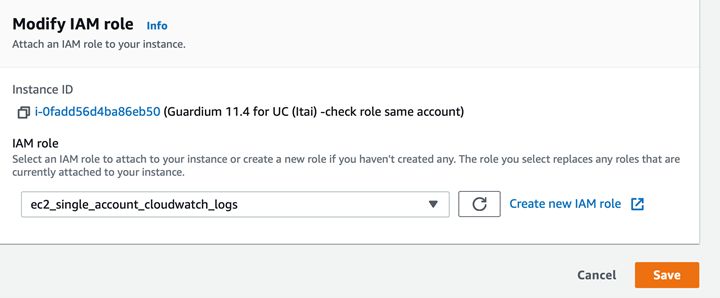 Modify IAM role Info
Attach an IAM role to your instance.
Instance ID
i-0fadd56d4ba86eb50 (Guardium 11.4 for UC (Itai) -check role same account)
IAM role
Select an IAM role to attach to your instance or create a new role if you haven't created any. The role you select replaces any roles that are
currently attached to your instance.
ec2_single_account_cloudwatch_logs
Create new IAM role
Cancel
Save